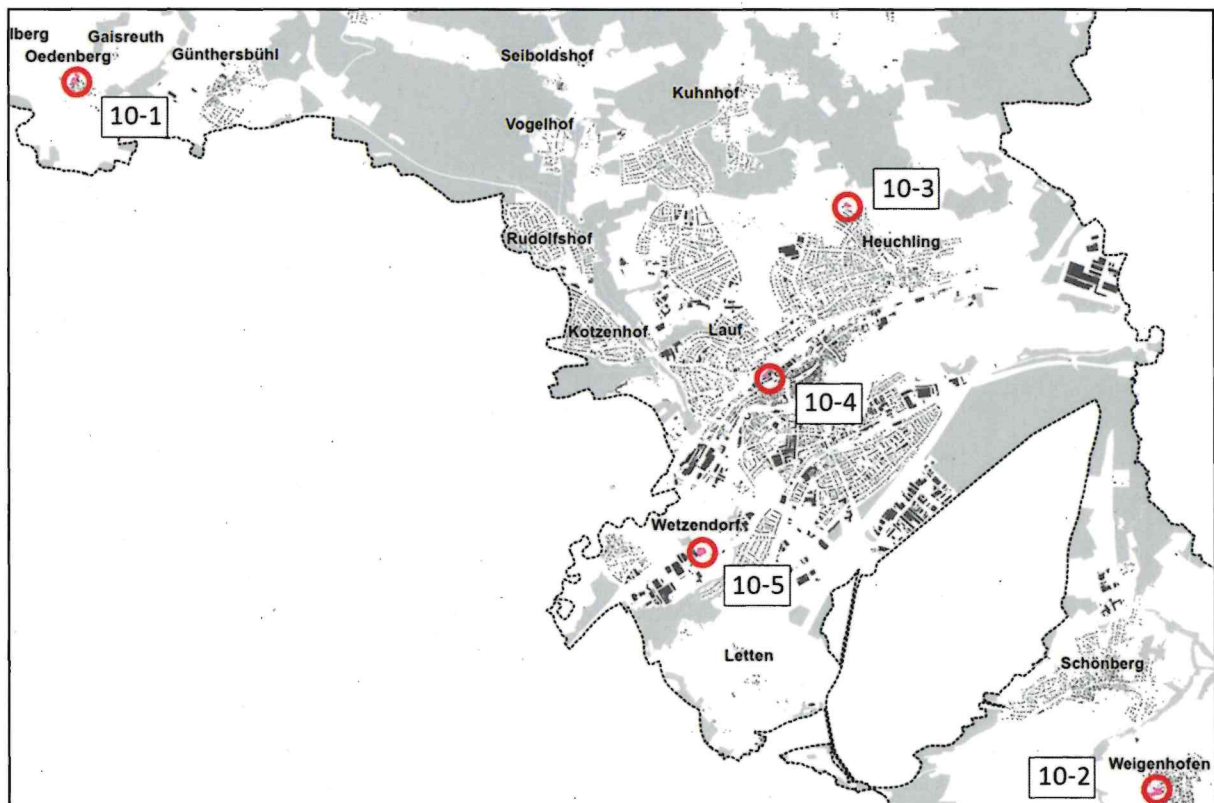 lberg
Gaisreuth
Oedenberg
Günthersbühl
10-1
Seiboldshof
Kuhnhof
Vogelhof
10-3
Rudolfshof
Heuchling
Kotzenhof
Lauf
10-4
Wetzendorf
10-5
Letten
Schönberg
10-2
Weigenhofen